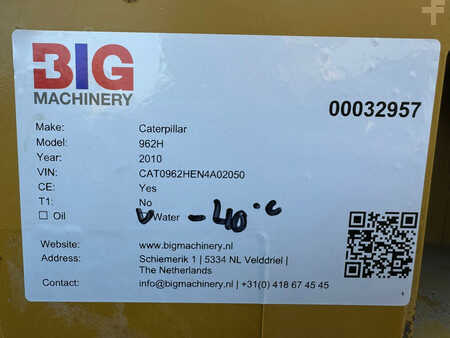 BIG
MACHINERY
00032957
Make: Caterpillar
Model: 962H
Year: 2010
VIN: CAT0962HEN4A02050
CE: Yes
T1: No
☐ Oil ☐ Water -40°C
Website: www.bigmachinery.nl
Address: Schiemerik 1 | 5334 NL Velddriel |
The Netherlands
Contact: info@bigmachinery.nl | +31(0) 418 67 45 45